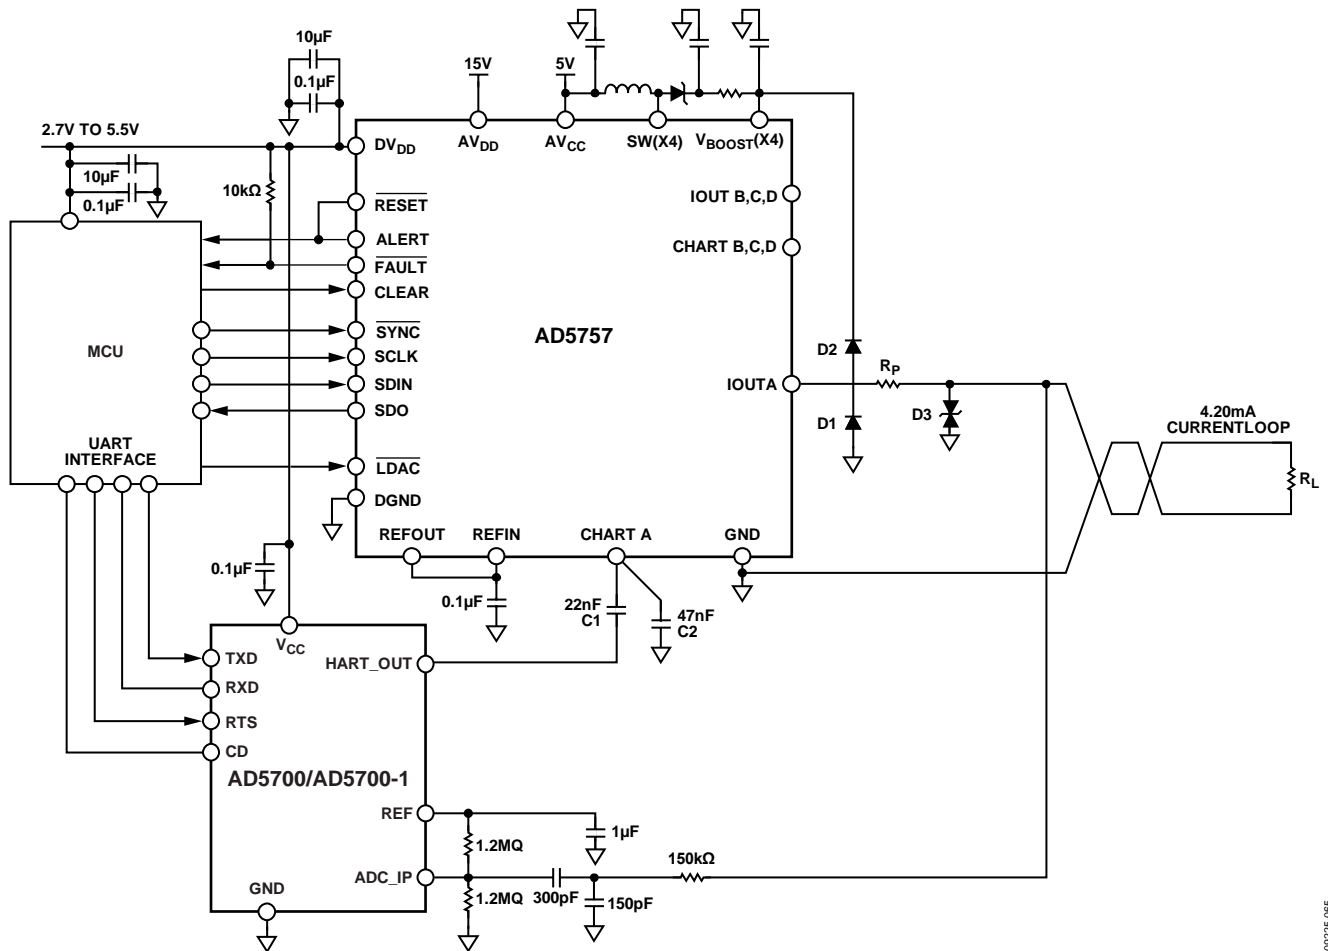 10µF
0.1µF
15V
5V
2.7V TO 5.5V
10µF
0.1µF
10kΩ
DVDD
AVDD
AVCC
SW(X4)
VBOOST(X4)
RESET
ALERT
FAULT
CLEAR
SYNC
SCLK
SDIN
SDO
LDAC
DGND
IOUT B,C,D
CHART B,C,D
AD5757
IOUTA
MCU
UART
INTERFACE
D2
RP
D1
D3
4.20mA
CURRENTLOOP
RL
REFOUT
REFIN
CHART A
GND
0.1µF
0.1µF
22nF
C1
47nF
C2
VCC
TXD
RXD
RTS
CD
HART_OUT
AD5700/AD5700-1
REF
ADC_IP
GND
1.2MQ
1.2MQ
1µF
300pF
150pF
150kΩ
09225-065